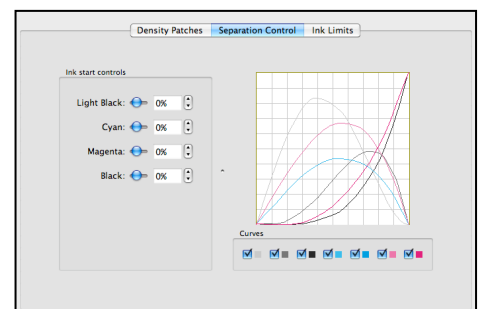 Density Patches Separation Control Ink Limits
Ink start controls
Light Black: 0%
Cyan: 0%
Magenta: 0%
Black: 0%
Curves